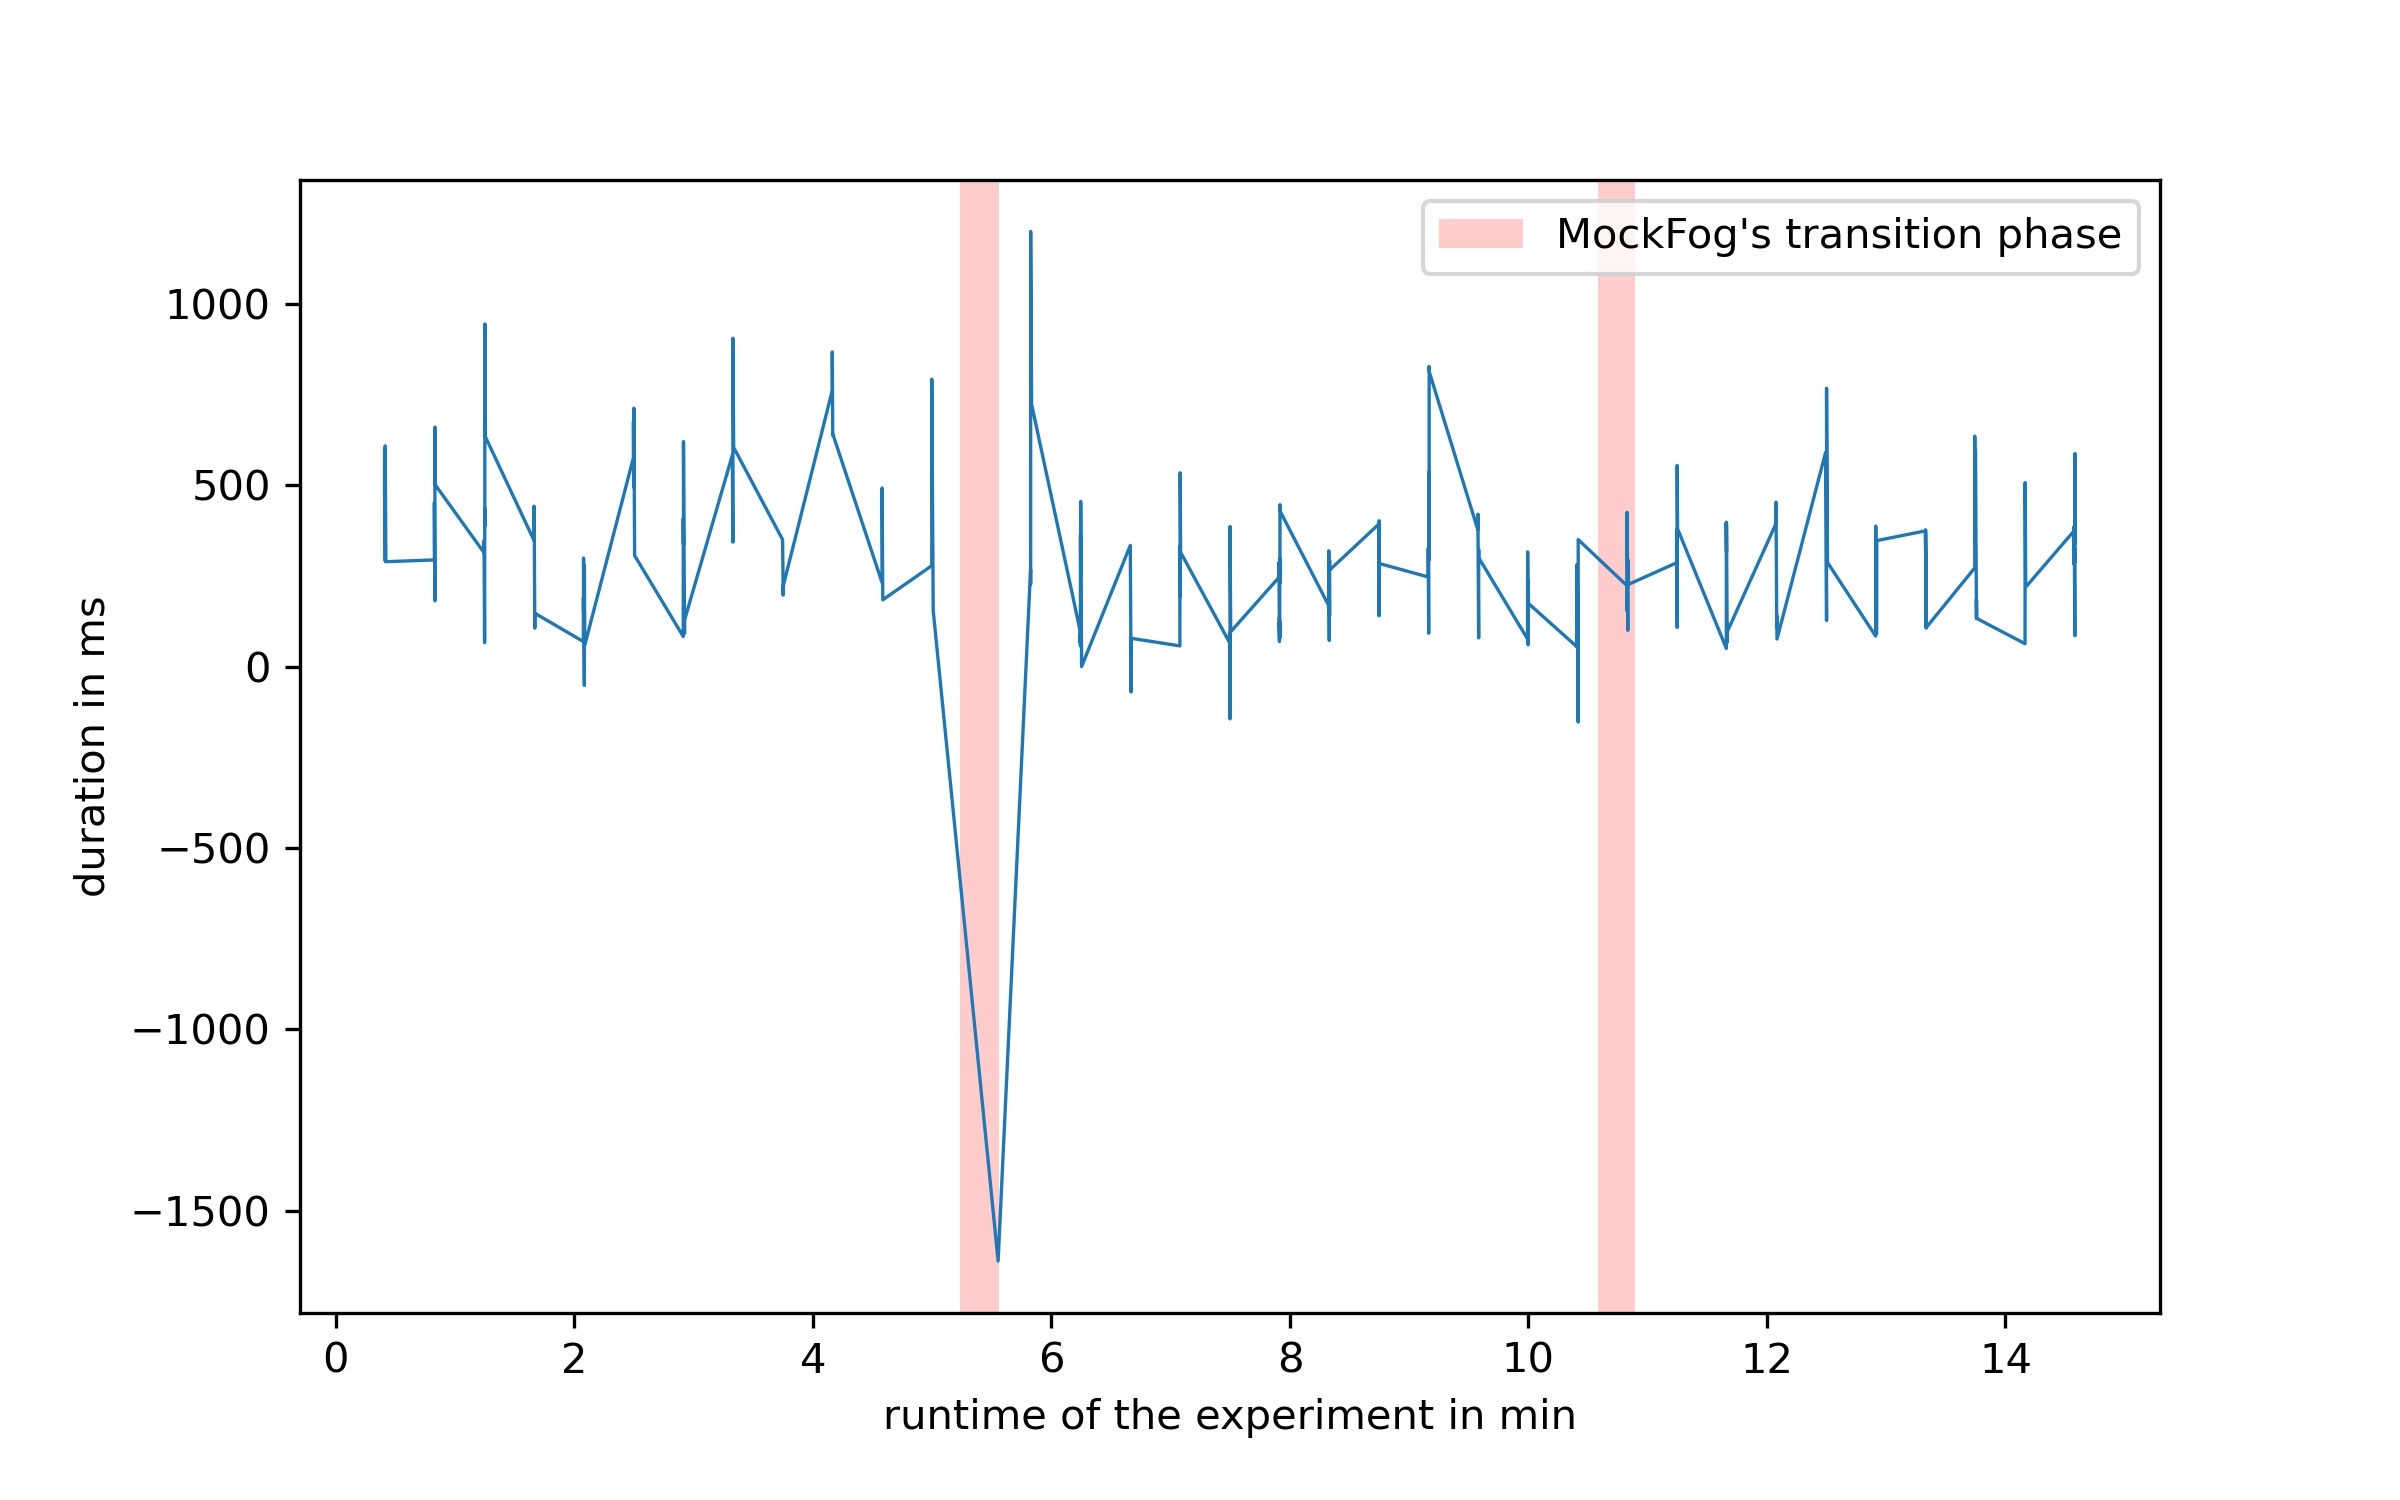 MockFog's transition phase
1000
500
0
−500
−1000
−1500
duration in ms
0 2 4 6 8 10 12 14
runtime of the experiment in min